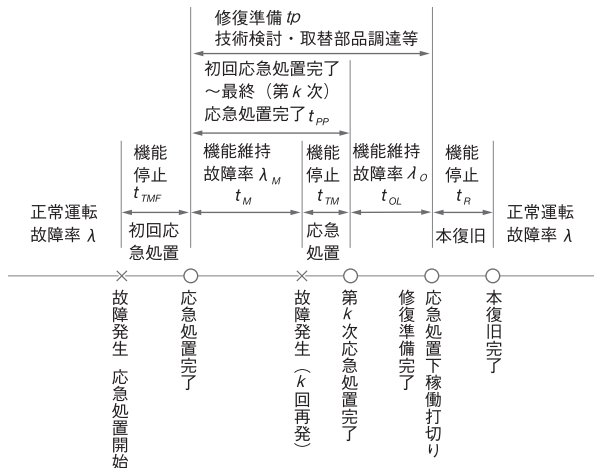 修復準備 tp
技術検討・取替部品調達等
初回応急処置完了
～最終（第k次）
応急処置完了 tPP
機能
停止
tTMF
機能維持
故障率 λM
tM
機能
停止
tTM
機能維持
故障率 λO
tOL
機能
停止
tR
正常運転
故障率 λ
初回応
急処置
応急
処置
本復旧
正常運転
故障率 λ
故障発生 応急処置開始
応急処置完了
故障発生（k回再発）
第k次応急処置完了
修復準備完了
応急処置下稼働打切り
本復旧完了